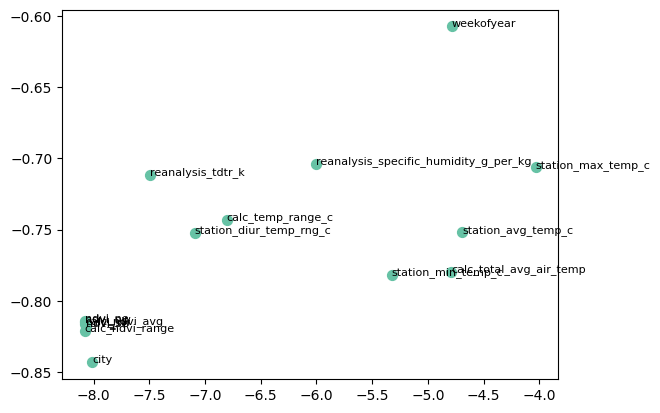 −0.60
weekofyear
−0.65
−0.70
reanalysis_specific_humidity_g_per_kg
station_max_temp_c
reanalysis_tdtr_k
calc_temp_range_c
−0.75
station_diur_temp_rng_c
station_avg_temp_c
calc_total_avg_air_temp
station_min_temp_c
−0.80
calc_ndvi_range
city
−0.85
−8.0 −7.5 −7.0 −6.5 −6.0 −5.5 −5.0 −4.5 −4.0